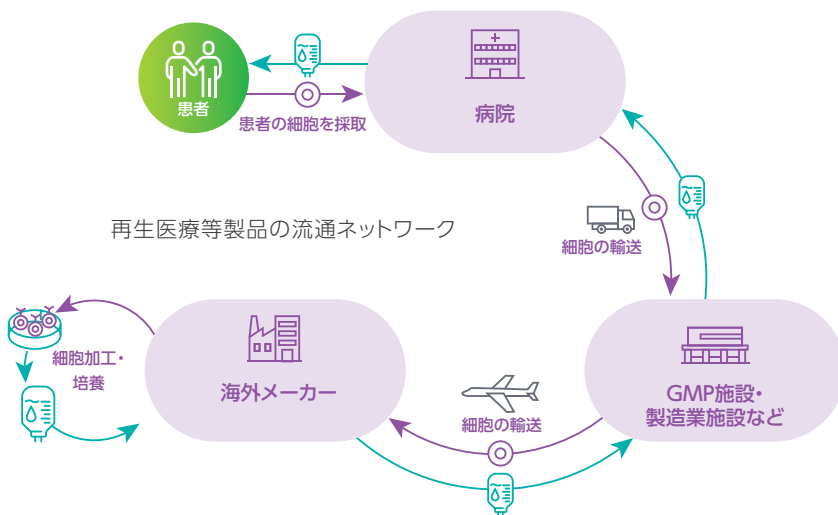 患者
患者の細胞を採取
病院
再生医療等製品の流通ネットワーク
細胞の輸送
細胞加工・
培養
海外メーカー
細胞の輸送
GMP施設・
製造業施設など